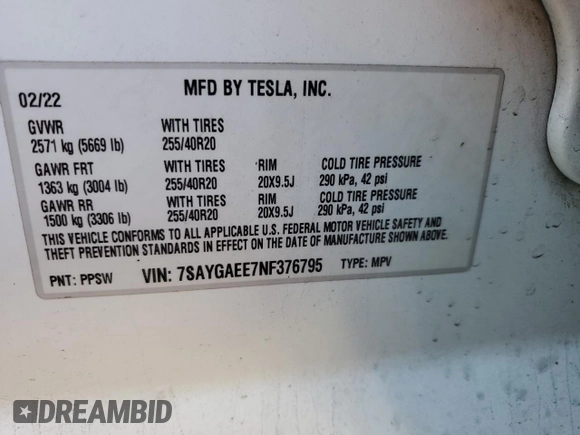 MFD BY TESLA, INC.
02/22
GVWR WITH TIRES
2571 kg (5669 lb) 255/40R20
GAWR FRT WITH TIRES RIM COLD TIRE PRESSURE
1363 kg (3004 lb) 255/40R20 20X9.5J 290 kPa, 42 psi
GAWR RR WITH TIRES RIM COLD TIRE PRESSURE
1500 kg (3306 lb) 255/40R20 20X9.5J 290 kPa, 42 psi
THIS VEHICLE CONFORMS TO ALL APPLICABLE U.S. FEDERAL MOTOR VEHICLE SAFETY AND
THEFT PREVENTION STANDARDS IN EFFECT ON THE DATE OF MANUFACTURE SHOWN ABOVE.
PNT: PPSW VIN: 7SAYGAEE7NF376795 TYPE: MPV
DREAMBID